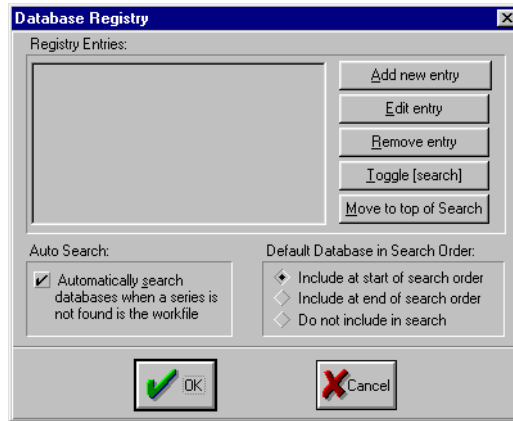 Database Registry
Registry Entries:
Add new entry
Edit entry
Remove entry
Toggle [search]
Move to top of Search
Auto Search:
Automatically search
databases when a series is
not found is the workfile
Default Database in Search Order:
Include at start of search order
Include at end of search order
Do not include in search
OK
Cancel